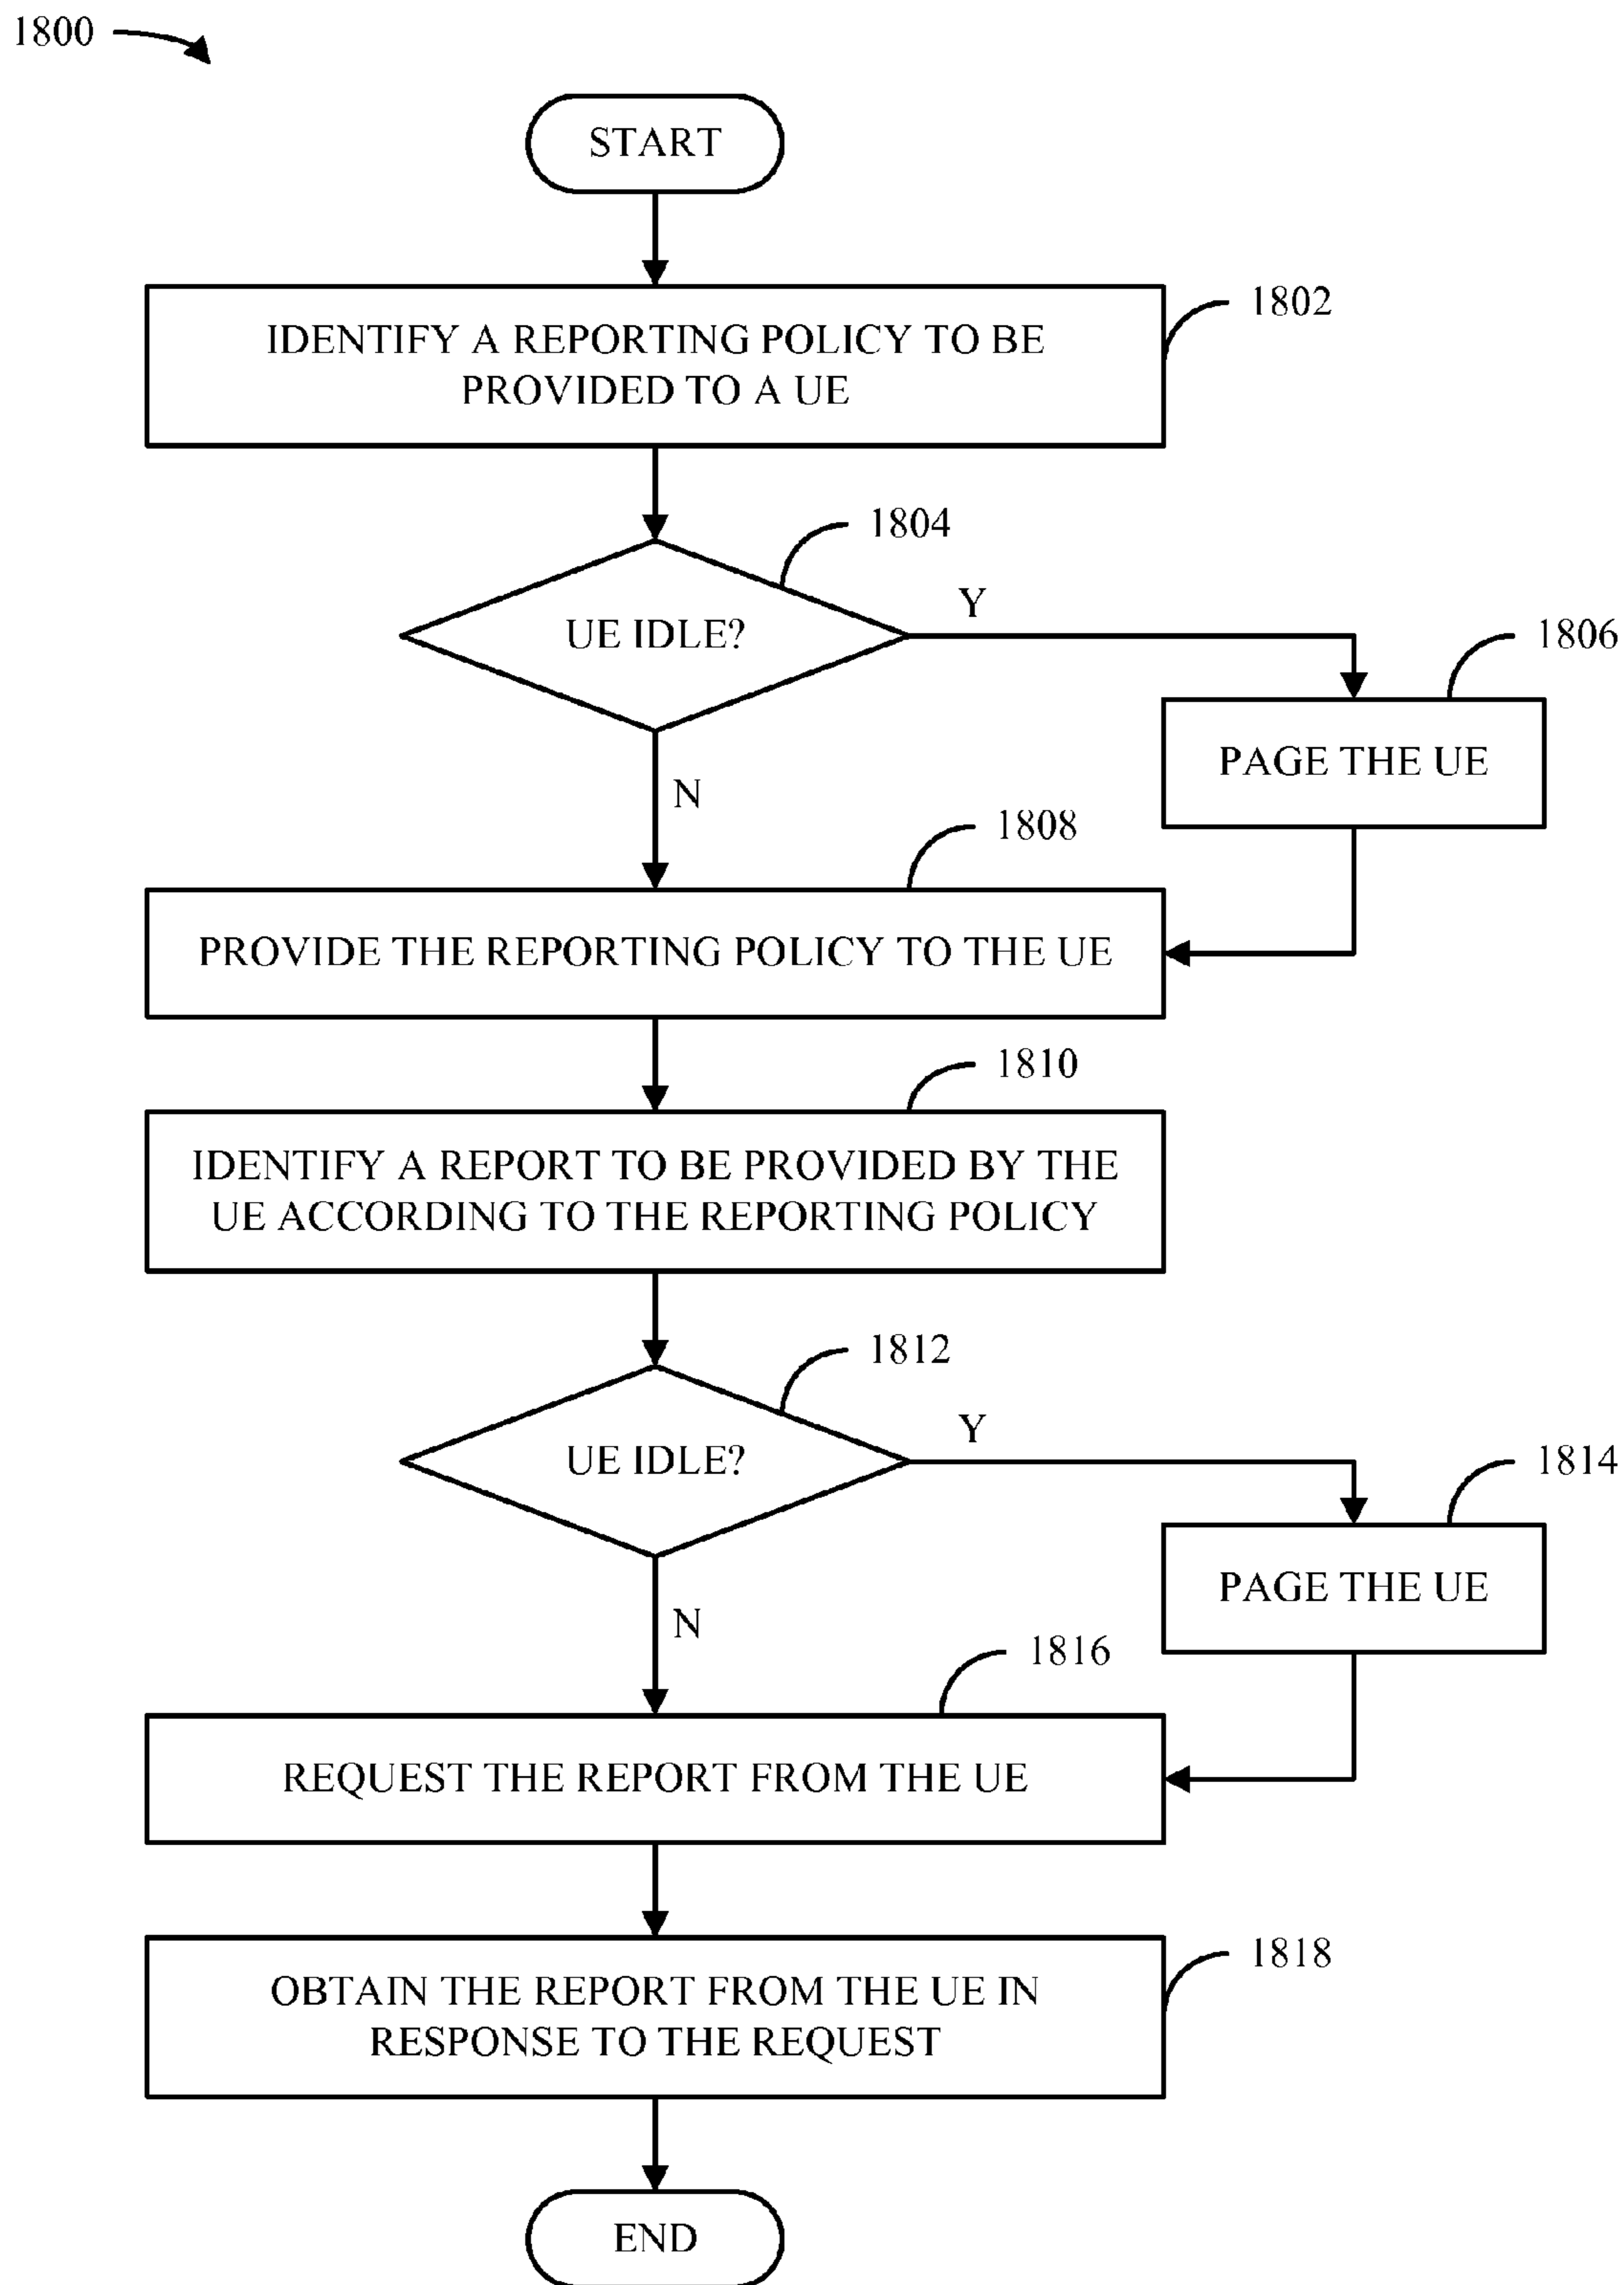 1800
START
IDENTIFY A REPORTING POLICY TO BE
PROVIDED TO A UE
1802
1804
UE IDLE?
Y
1806
PAGE THE UE
N
1808
PROVIDE THE REPORTING POLICY TO THE UE
1810
IDENTIFY A REPORT TO BE PROVIDED BY THE
UE ACCORDING TO THE REPORTING POLICY
1812
UE IDLE?
Y
1814
PAGE THE UE
N
1816
REQUEST THE REPORT FROM THE UE
1818
OBTAIN THE REPORT FROM THE UE IN
RESPONSE TO THE REQUEST
END